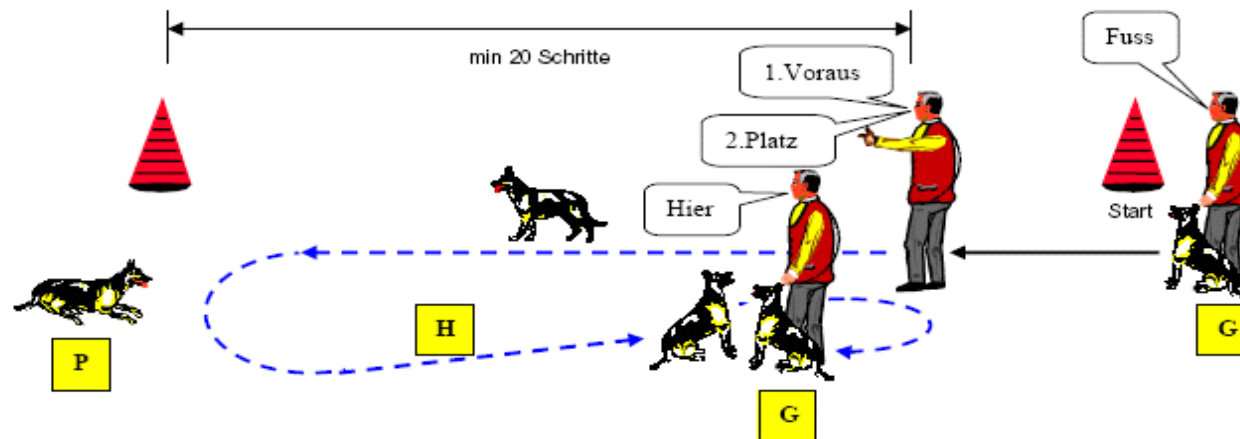 min 20 Schritte
Fuss
1.Voraus
2.Platz
Hier
Start
H
P
G
G